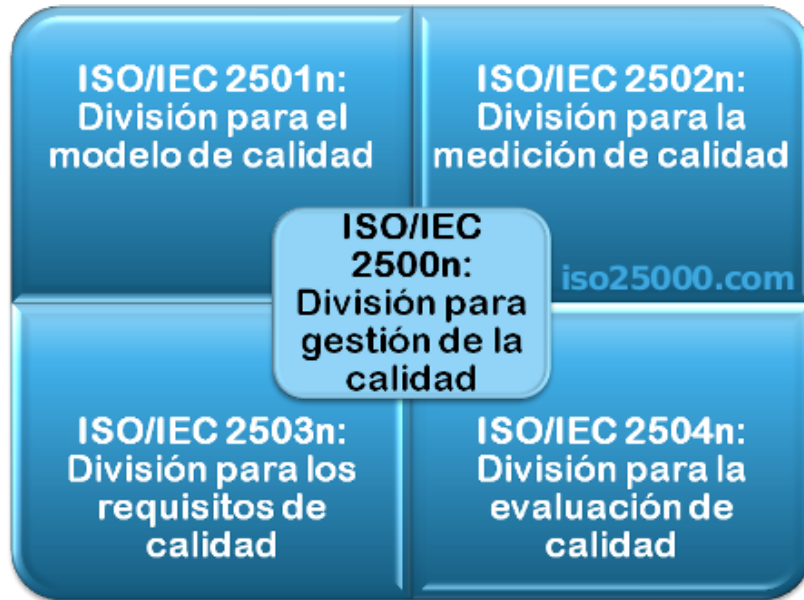 ISO/IEC 2501n:
División para el
modelo de calidad
ISO/IEC 2502n:
División para la
medición de calidad
iso25000.com
ISO/IEC
2500n:
División para
gestión de la
calidad
ISO/IEC 2503n:
División para los
requisitos de
calidad
ISO/IEC 2504n:
División para la
evaluación de
calidad